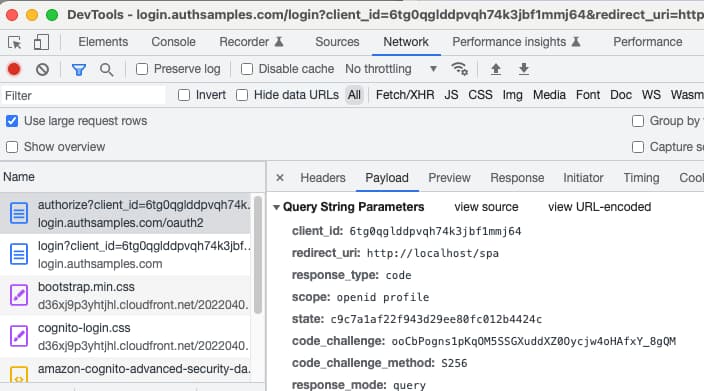 DevTools - login.authsamples.com/login?client_id=6tg0qglddpvqh74k3jbf1mmj64&redirect_uri=http
Elements Console Recorder Sources Network Performance insights Performance
Preserve log Disable cache No throttling
Filter Invert Hide data URLs All Fetch/XHR JS CSS Img Media Font Doc WS Wasm
Use large request rows Group by
Show overview Capture sc
Name × Headers Payload Preview Response Initiator Timing Cook
authorize?client_id=6tg0qglddpvqh74k...
login.authsamples.com/oauth2
login?client_id=6tg0qglddpvqh74k3jbf...
login.authsamples.com
bootstrap.min.css
d36xj9p3yhtjhl.cloudfront.net/2022040...
cognito-login.css
d36xj9p3yhtjhl.cloudfront.net/2022040...
amazon-cognito-advanced-security-da...
Query String Parameters view source view URL-encoded
client_id: 6tg0qglddpvqh74k3jbf1mmj64
redirect_uri: http://localhost/spa
response_type: code
scope: openid profile
state: c9c7a1af22f943d29ee80fc012b4424c
code_challenge: ooCbPogns1pKqOM5SSGXuddXZ0Oycjw4oHAfxY_8gQM
code_challenge_method: S256
response_mode: query